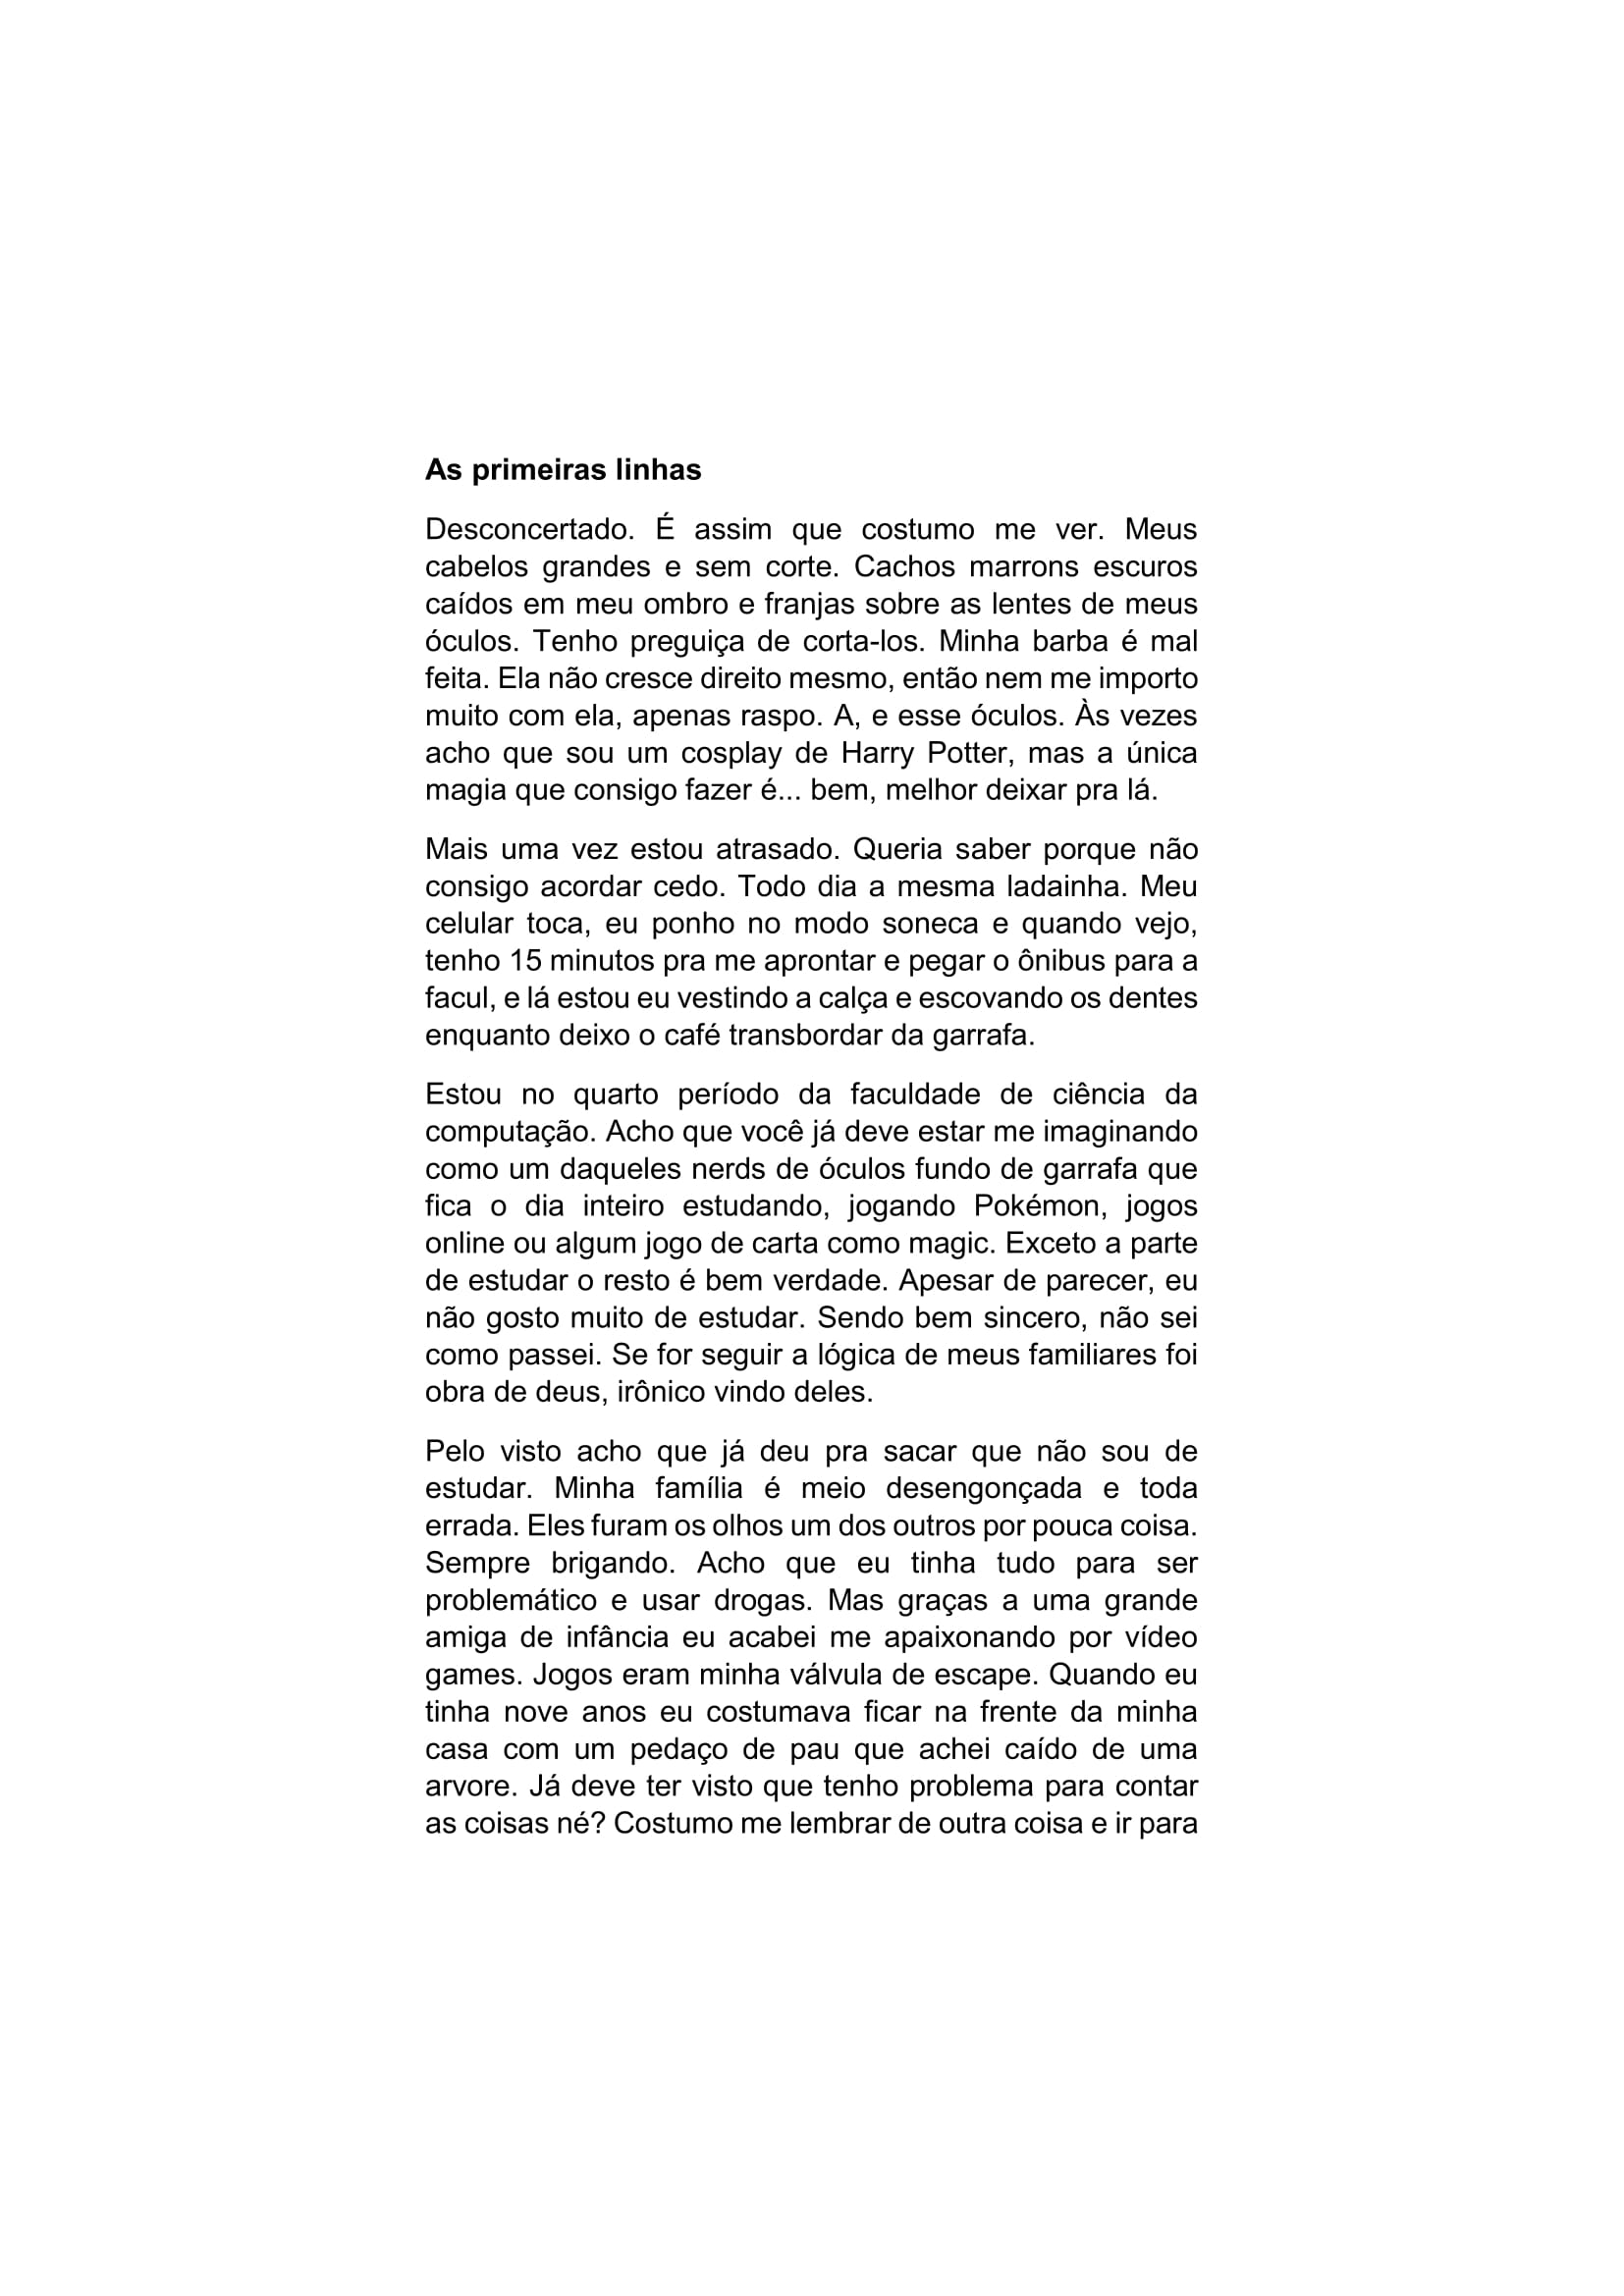 As primeiras linhas
Desconcertado. É assim que costumo me ver. Meus
cabelos grandes e sem corte. Cachos marrons escuros
caídos em meu ombro e franjas sobre as lentes de meus
óculos. Tenho preguiça de corta-los. Minha barba é mal
feita. Ela não cresce direito mesmo, então nem me importo
muito com ela, apenas raspo. A, e esse óculos. Às vezes
acho que sou um cosplay de Harry Potter, mas a única
magia que consigo fazer é... bem, melhor deixar pra lá.
Mais uma vez estou atrasado. Queria saber porque não
consigo acordar cedo. Todo dia a mesma ladainha. Meu
celular toca, eu ponho no modo soneca e quando vejo,
tenho 15 minutos pra me aprontar e pegar o ônibus para a
facul, e lá estou eu vestindo a calça e escovando os dentes
enquanto deixo o café transbordar da garrafa.
Estou no quarto período da faculdade de ciência da
computação. Acho que você já deve estar me imaginando
como um daqueles nerds de óculos fundo de garrafa que
fica o dia inteiro estudando, jogando Pokémon, jogos
online ou algum jogo de carta como magic. Exceto a parte
de estudar o resto é bem verdade. Apesar de parecer, eu
não gosto muito de estudar. Sendo bem sincero, não sei
como passei. Se for seguir a lógica de meus familiares foi
obra de deus, irônico vindo deles.
Pelo visto acho que já deu pra sacar que não sou de
estudar. Minha família é meio desengonçada e toda
errada. Eles furam os olhos um dos outros por pouca coisa.
Sempre brigando. Acho que eu tinha tudo para ser
problemático e usar drogas. Mas graças a uma grande
amiga de infância eu acabei me apaixonando por vídeo
games. Jogos eram minha válvula de escape. Quando eu
tinha nove anos eu costumava ficar na frente da minha
casa com um pedaço de pau que achei caído de uma
arvore. Já deve ter visto que tenho problema para contar
as coisas né? Costumo me lembrar de outra coisa e ir para